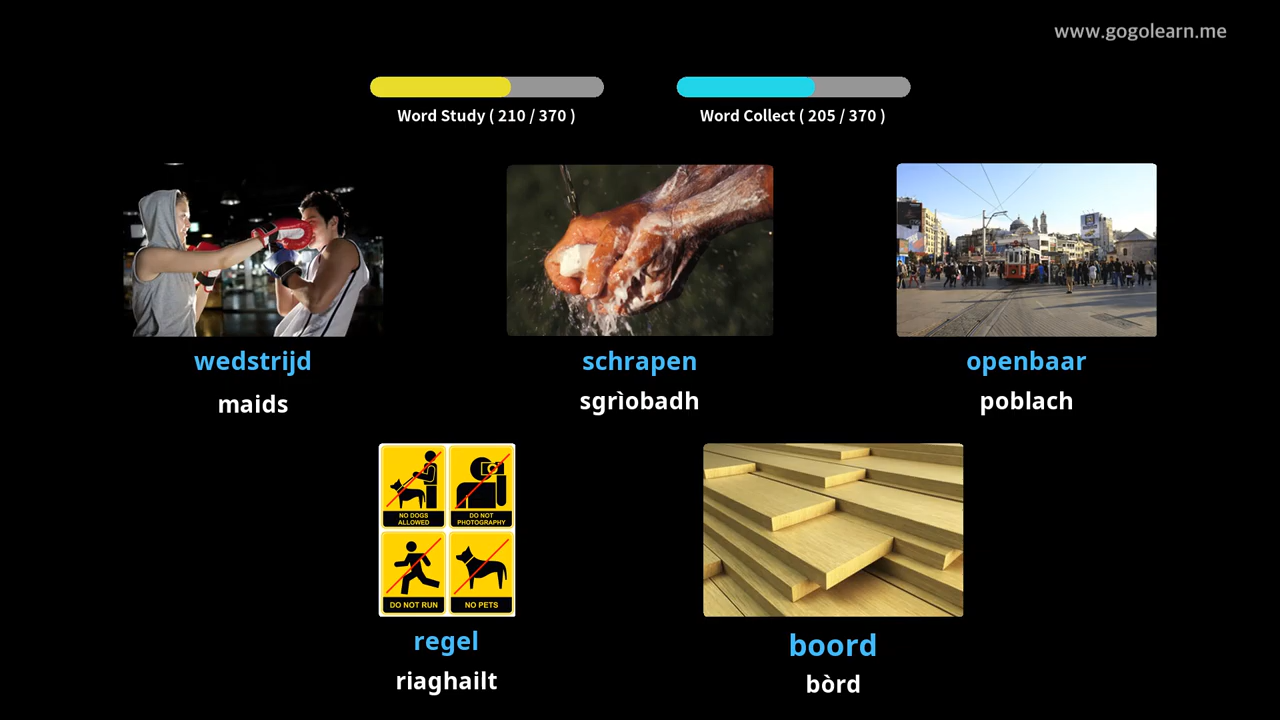 www.gogolearn.me
Word Study ( 210 / 370 )
Word Collect ( 205 / 370 )
wedstrijd
maids
schrapen
sgrìobadh
openbaar
poblach
NO DOGS
ALLOWED
DO NOT
PHOTOGRAPHY
DO NOT RUN
NO PETS
regel
riaghailt
boord
bòrd